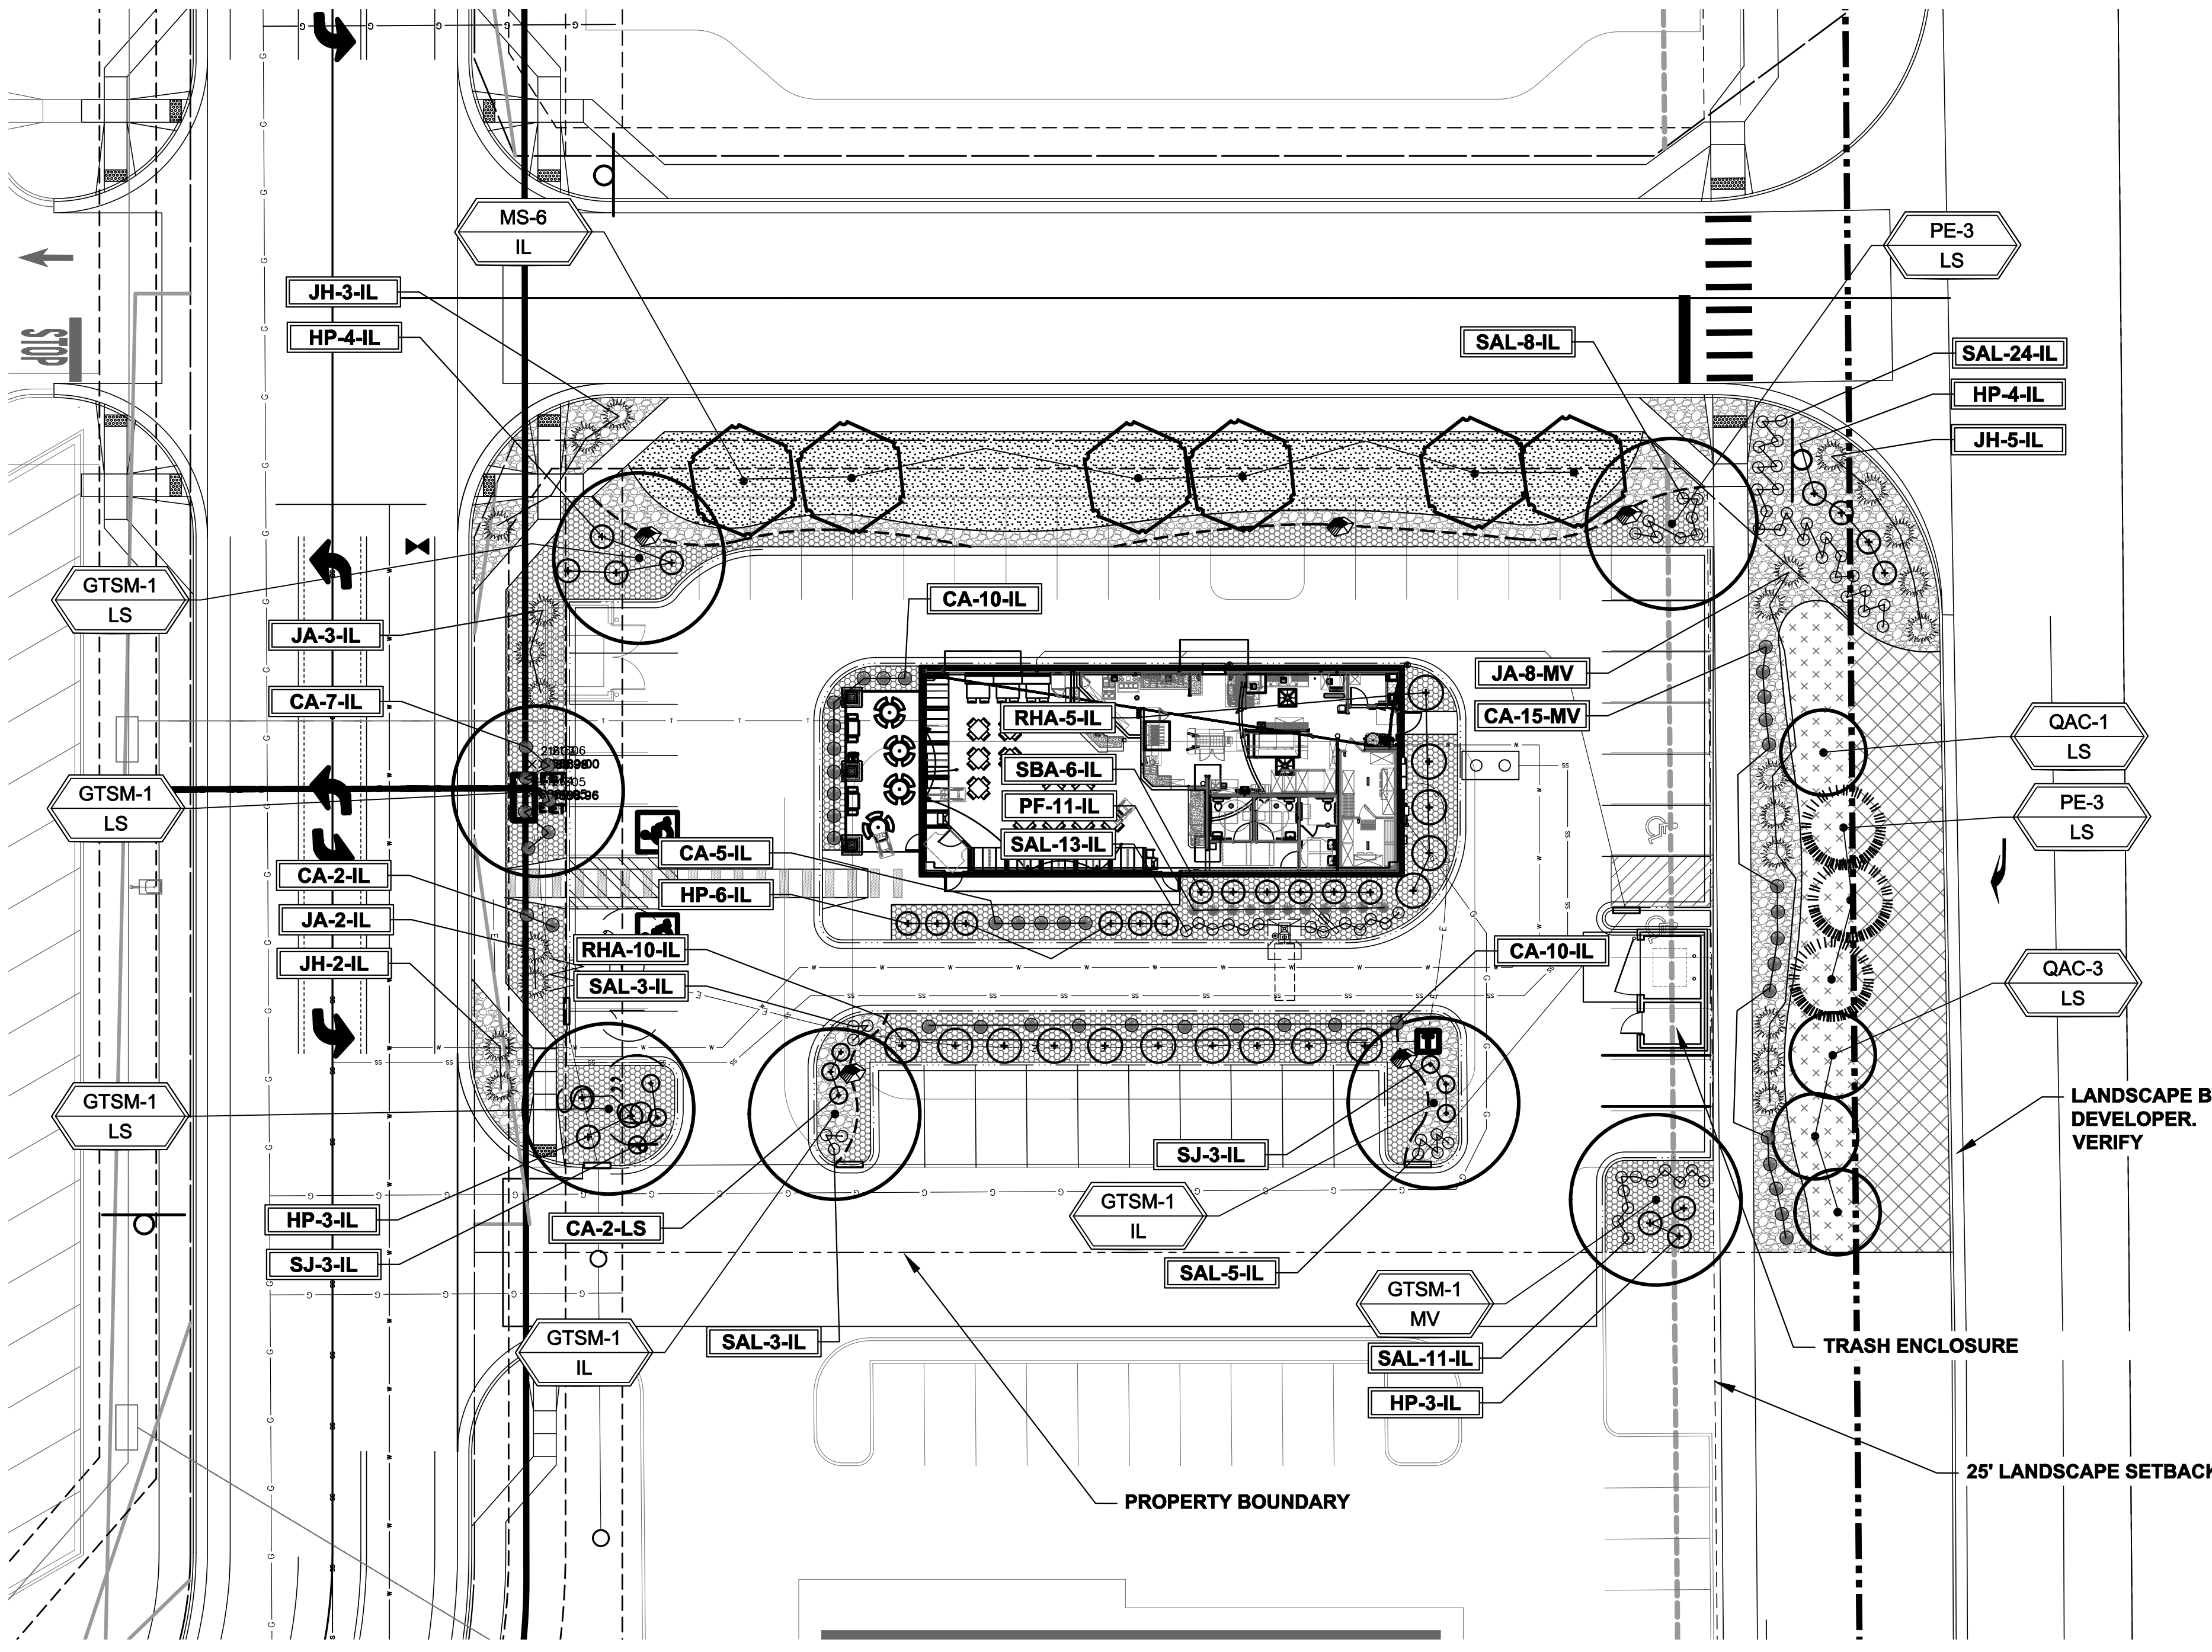 MS-6
IL
PE-3
LS
JH-3-IL
HP-4-IL
STOP
SAL-8-IL
SAL-24-IL
HP-4-IL
JH-5-IL
GTSM-1
LS
CA-10-IL
JA-3-IL
CA-7-IL
RHA-5-IL
JA-8-MV
CA-15-MV
QAC-1
LS
SBA-6-IL
PF-11-IL
SAL-13-IL
GTSM-1
LS
PE-3
LS
CA-5-IL
CA-2-IL
HP-6-IL
JA-2-IL
RHA-10-IL
CA-10-IL
JH-2-IL
SAL-3-IL
QAC-3
LS
GTSM-1
LS
LANDSCAPE B
DEVELOPER.
VERIFY
SJ-3-IL
HP-3-IL
CA-2-LS
GTSM-1
IL
SJ-3-IL
SAL-5-IL
GTSM-1
MV
GTSM-1
IL
SAL-3-IL
SAL-11-IL
TRASH ENCLOSURE
HP-3-IL
25' LANDSCAPE SETBACK
PROPERTY BOUNDARY